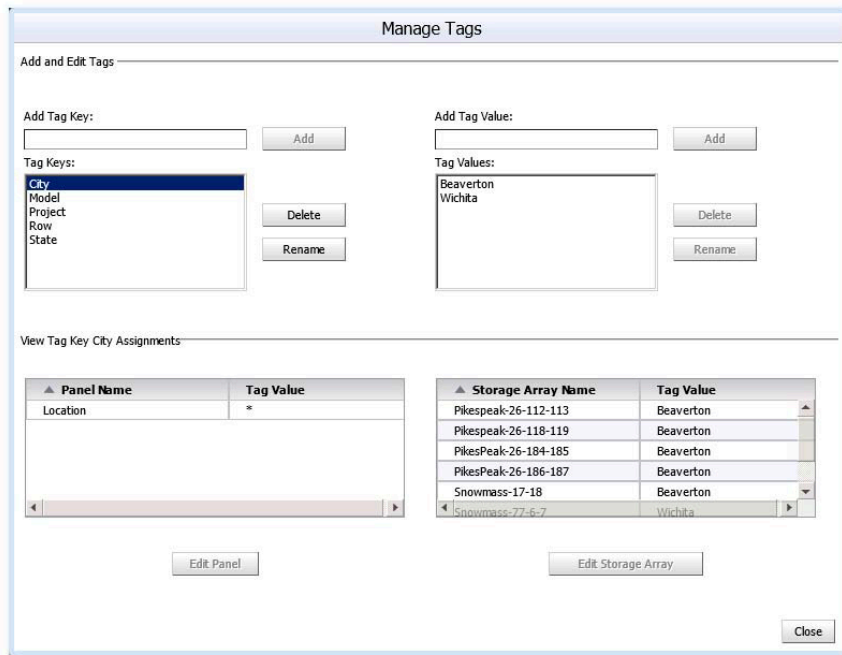 Manage Tags
Add and Edit Tags
Add Tag Key:
Add
Tag Keys:
City
Model
Project
Row
State
Delete
Rename
Add Tag Value:
Add
Tag Values:
Beaverton
Wichita
Delete
Rename
View Tag Key City Assignments
Panel Name Tag Value
Location *
Edit Panel
Storage Array Name Tag Value
Pikespeak-26-112-113 Beaverton
Pikespeak-26-118-119 Beaverton
PikesPeak-26-184-185 Beaverton
PikesPeak-26-186-187 Beaverton
Snowmass-17-18 Beaverton
Snowmass-77-6-7 Wichita
Edit Storage Array
Close